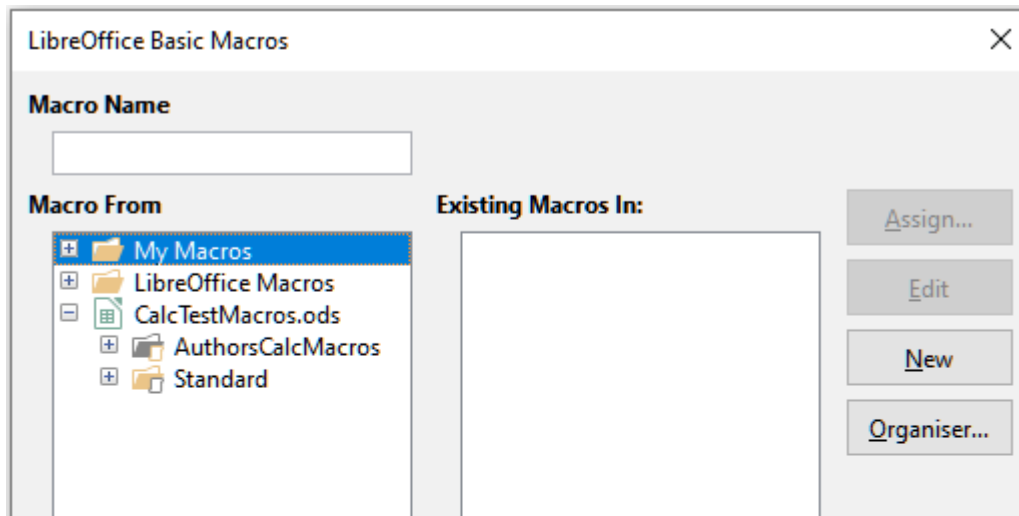 LibreOffice Basic Macros
Macro Name
Macro From
Existing Macros In:
My Macros
LibreOffice Macros
CalcTestMacros.ods
AuthorsCalcMacros
Standard
Assign...
Edit
New
Organiser...